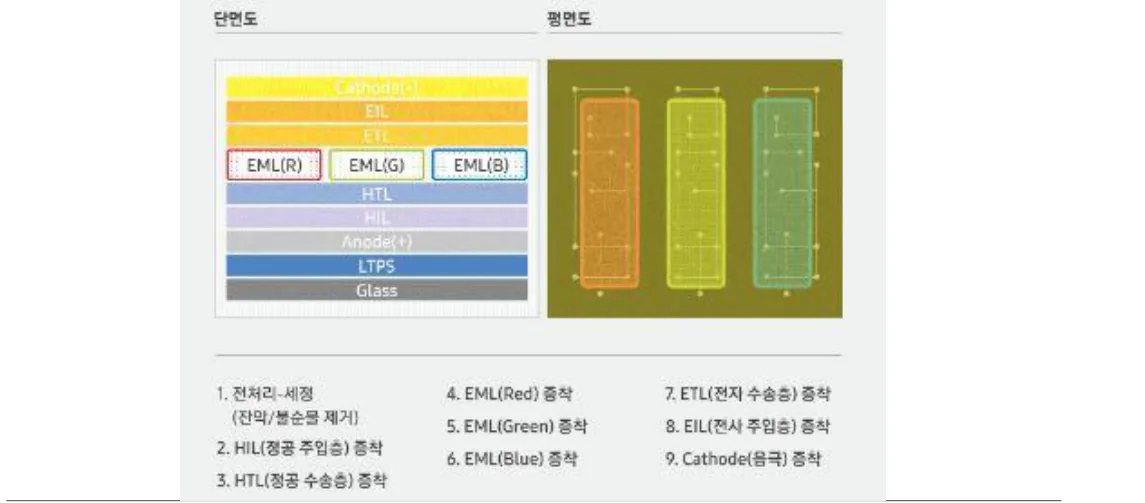 단면도
평면도
Cathode(-)
EIL
ETL
EML(R) EML(G) EML(B)
HTL
HIL
Anode(+)
LTPS
Glass
1. 전처리-세정
(잔막/불순물 제거)
2. HIL(정공 주입층) 증착
3. HTL(정공 수송층) 증착
4. EML(Red) 증착
5. EML(Green) 증착
6. EML(Blue) 증착
7. ETL(전자 수송층) 증착
8. EIL(전사 주입층) 증착
9. Cathode(음극) 증착